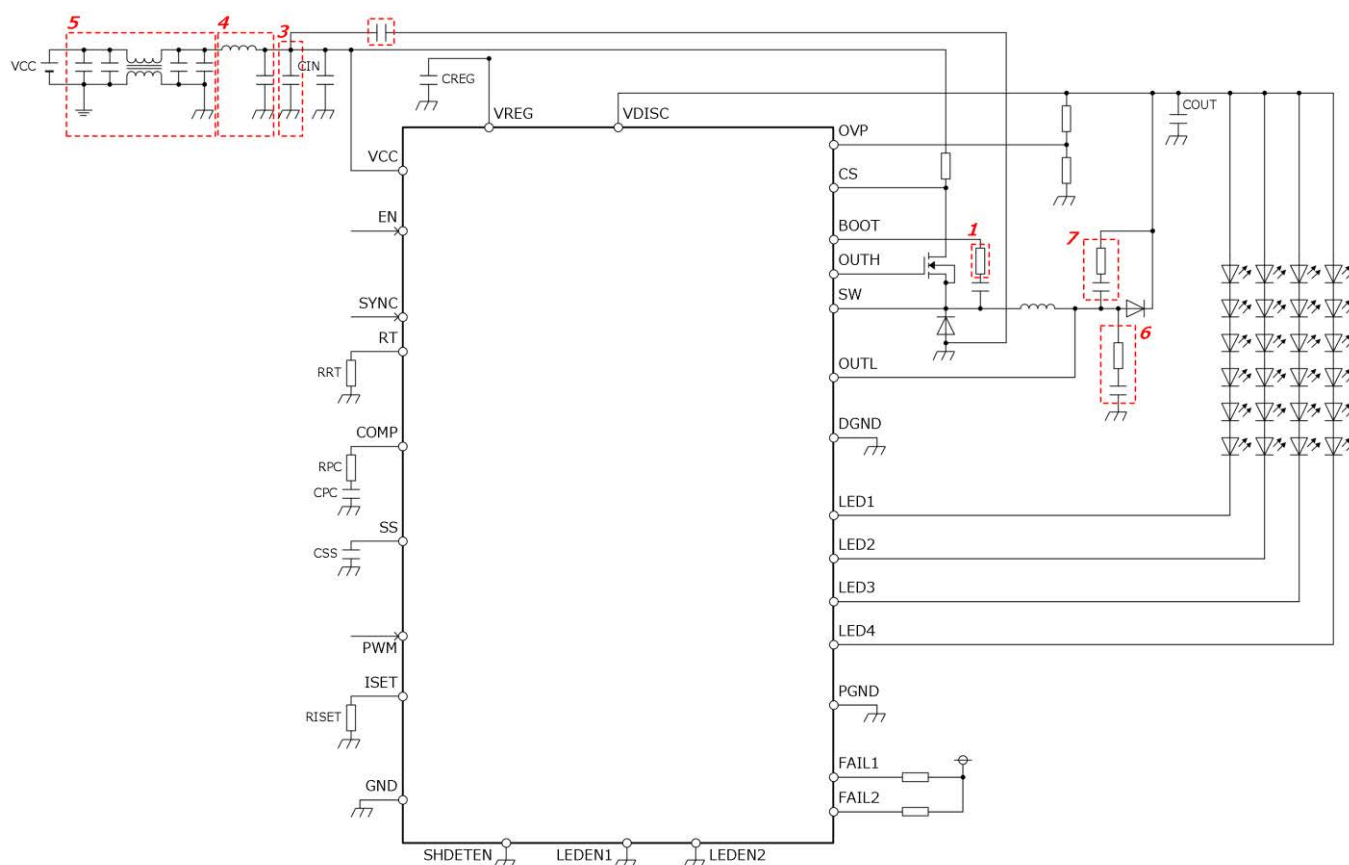 5
4
3
VCC
CIN
CREG
VREG
VDISC
COUT
OVP
VCC
CS
EN
BOOT
1
7
OUTH
SYNC
SW
RT
6
RRT
OUTL
COMP
DGND
RPC
CPC
LED1
SS
CSS
LED2
LED3
LED4
PWM
ISET
PGND
RISET
FAIL1
GND
FAIL2
SHDETEN
LEDEN1
LEDEN2